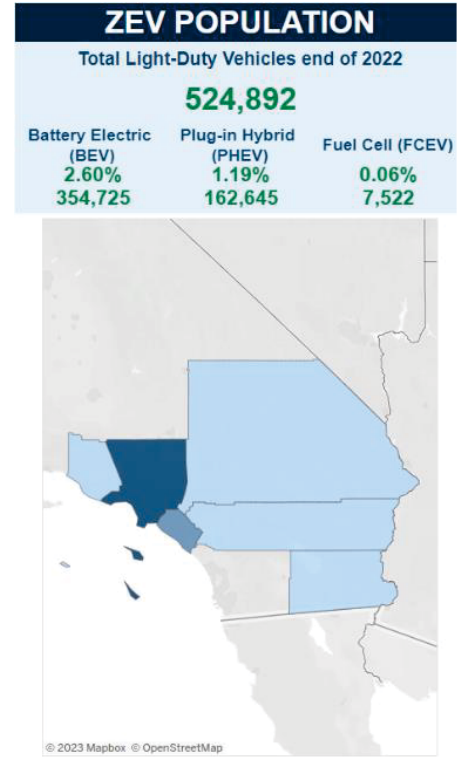 ZEV POPULATION
Total Light-Duty Vehicles end of 2022
524,892
Battery Electric
(BEV)
2.60%
354,725
Plug-in Hybrid
(PHEV)
1.19%
162,645
Fuel Cell (FCEV)
0.06%
7,522
© 2023 Mapbox © OpenStreetMap